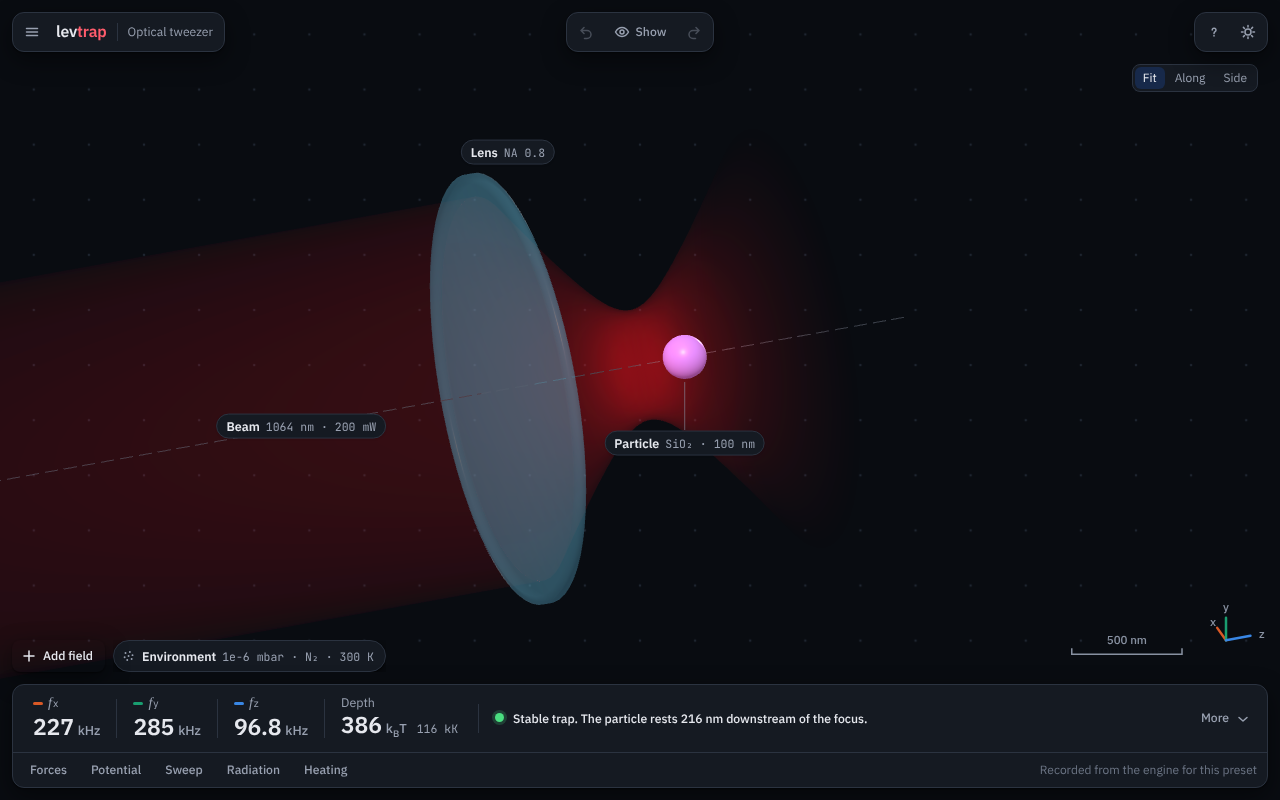 levtrap Optical tweezer
Show
?
Fit Along Side
Lens NA 0.8
Beam 1064 nm · 200 mW
Particle SiO₂ · 100 nm
y
x
z
500 nm
Add field
Environment 1e-6 mbar · N₂ · 300 K
fx
227 kHz
fy
285 kHz
fz
96.8 kHz
Depth
386 kBT 116 kK
Stable trap. The particle rests 216 nm downstream of the focus.
More
Forces Potential Sweep Radiation Heating
Recorded from the engine for this preset